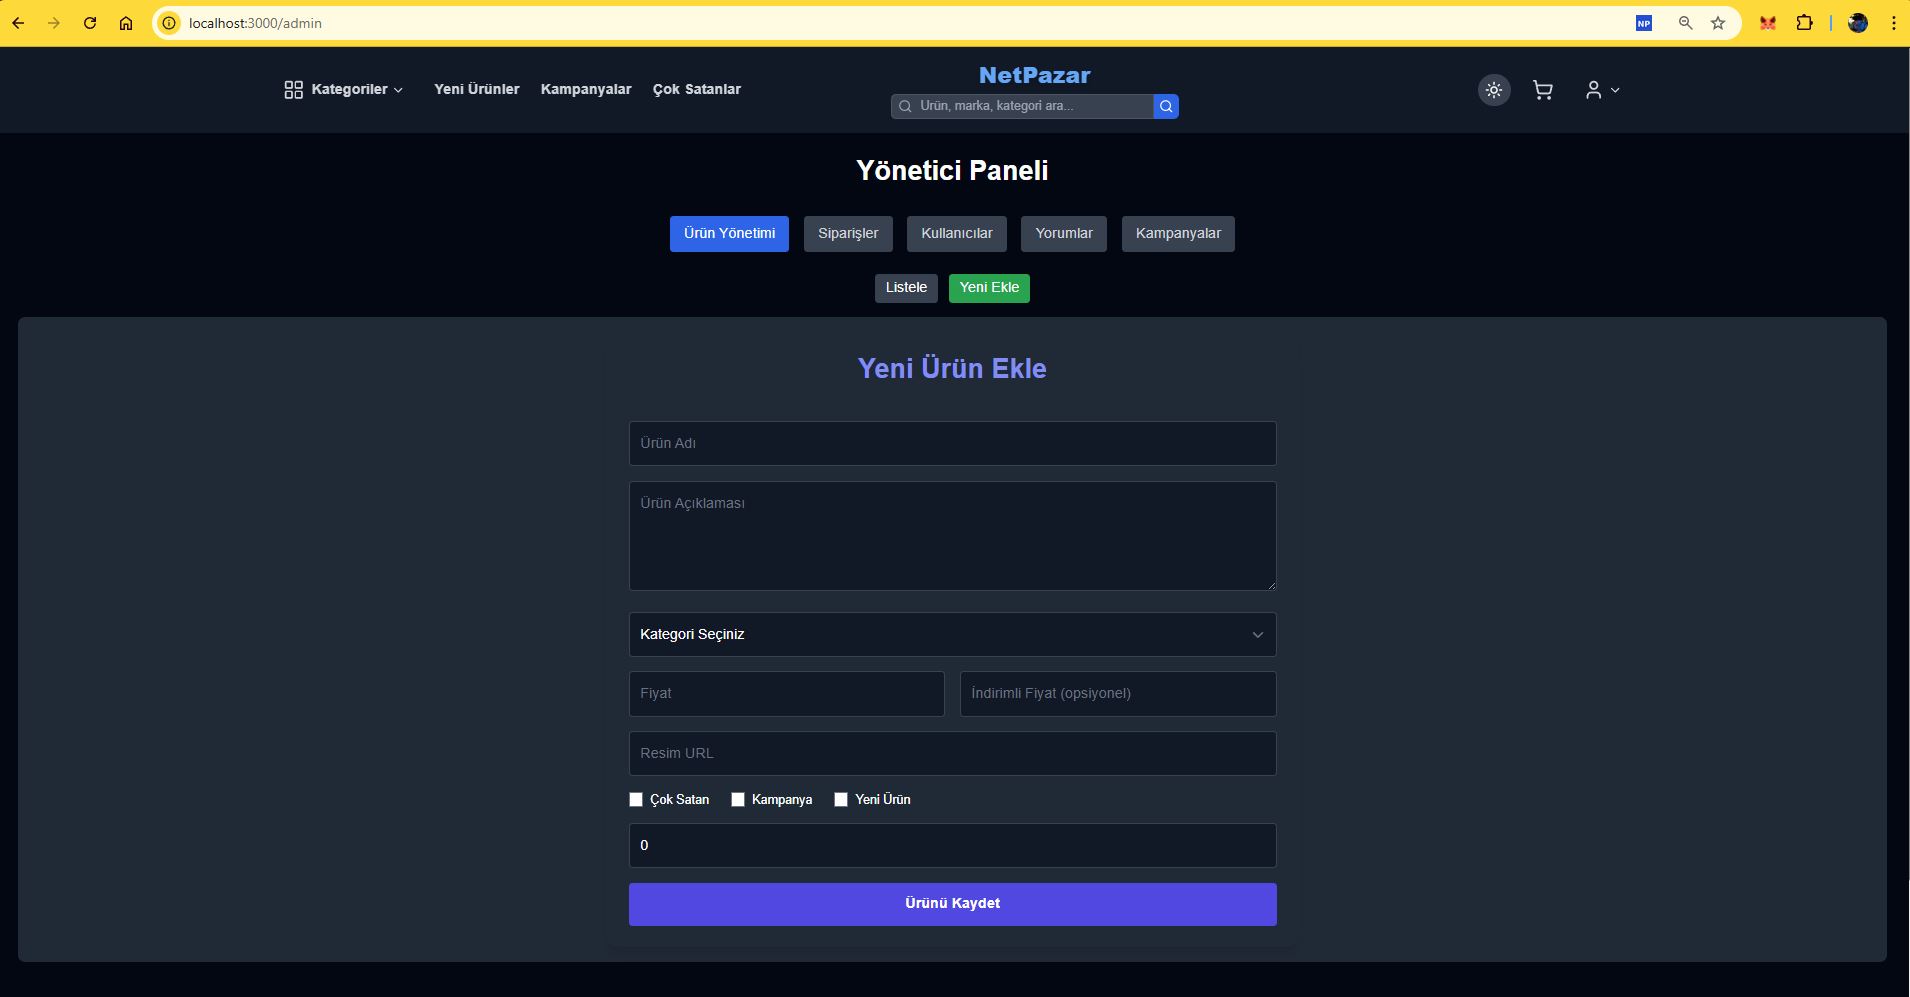 localhost:3000/admin
NP
Kategoriler
Yeni Ürünler
Kampanyalar
Çok Satanlar
NetPazar
Ürün, marka, kategori ara...
Yönetici Paneli
Ürün Yönetimi
Siparişler
Kullanıcılar
Yorumlar
Kampanyalar
Listele
Yeni Ekle
Yeni Ürün Ekle
Ürün Adı
Ürün Açıklaması
Kategori Seçiniz
Fiyat
İndirimli Fiyat (opsiyonel)
Resim URL
Çok Satan
Kampanya
Yeni Ürün
0
Ürünü Kaydet